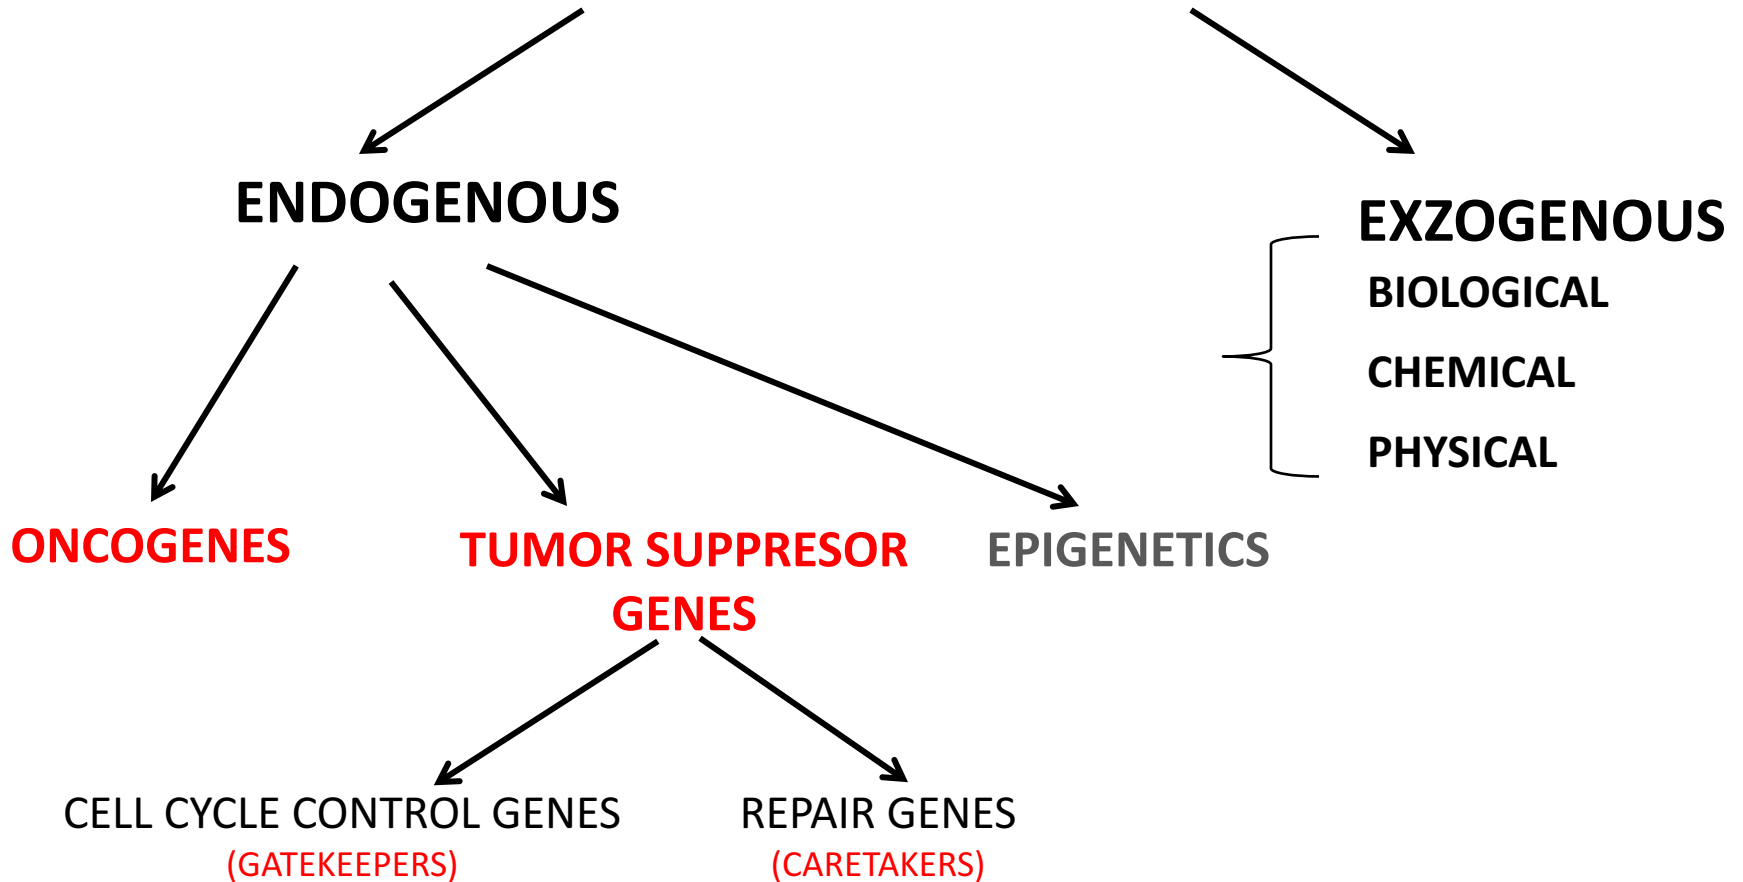 ENDOGENOUS
EXZOGENOUS
BIOLOGICAL
CHEMICAL
PHYSICAL
ONCOGENES
TUMOR SUPPRESOR
GENES
EPIGENETICS
CELL CYCLE CONTROL GENES
(GATEKEEPERS)
REPAIR GENES
(CARETAKERS)